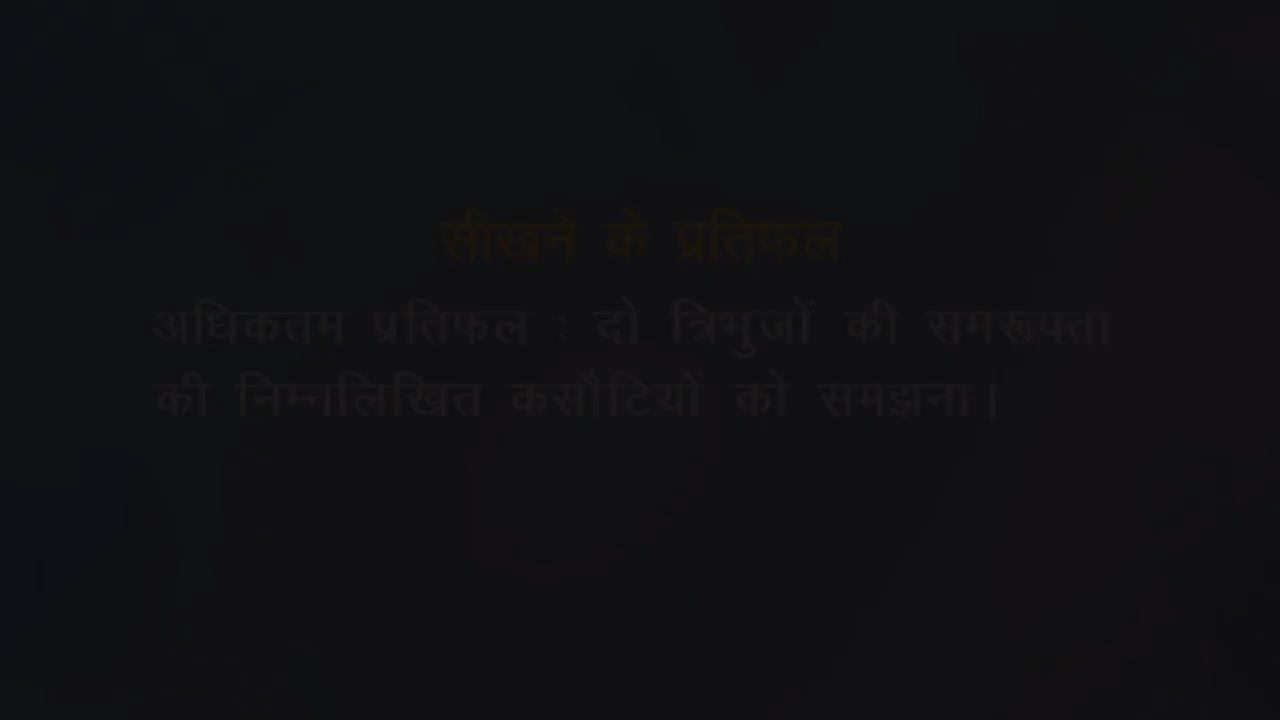 सीखने के प्रतिफल
अधिकतम प्रतिफल : दो त्रिभुजों की समरूपता
की निम्नलिखित कसौटियों को समझना।